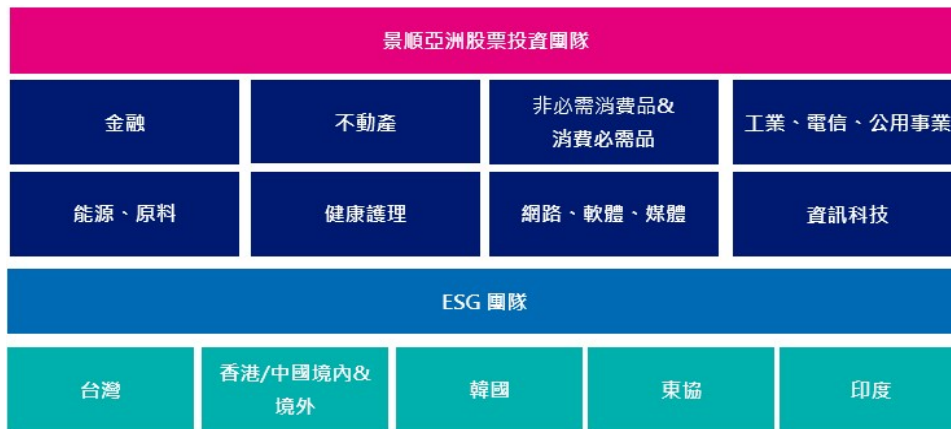 景順亞洲股票投資團隊
金融
不動產
非必需消費品&
消費必需品
工業、電信、公用事業
能源、原料
健康護理
網路、軟體、媒體
資訊科技
ESG 團隊
台灣
香港/中國境內&
境外
韓國
東協
印度